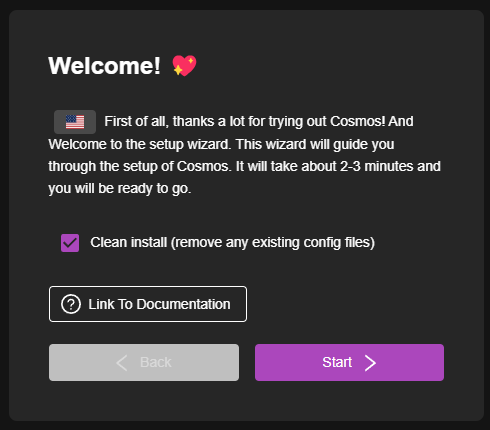 Welcome! 💖
First of all, thanks a lot for trying out Cosmos! And
Welcome to the setup wizard. This wizard will guide you
through the setup of Cosmos. It will take about 2-3 minutes and
you will be ready to go.
Clean install (remove any existing config files)
Link To Documentation
Back
Start